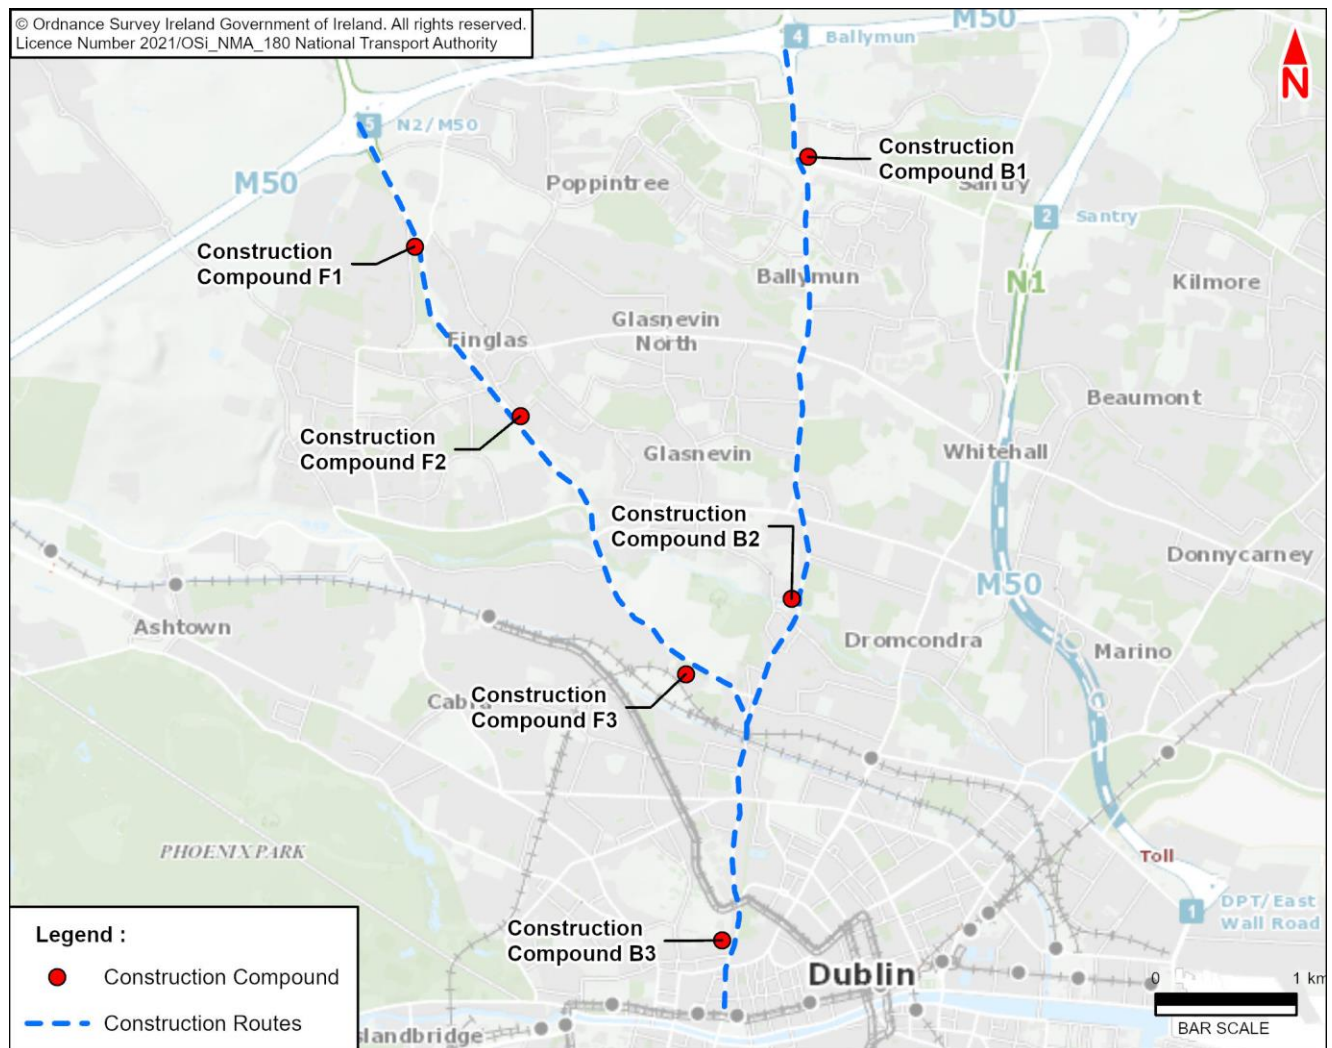 © Ordnance Survey Ireland Government of Ireland. All rights reserved.
Licence Number 2021/OSi_NMA_180 National Transport Authority
M50
4
Ballymun
N
5
N2/M50
Construction
Compound B1
M50
Poppintree
Santry
2
Santry
Construction
Compound F1
Ballymun
N1
Kilmore
Glasnevin
North
Finglas
Beaumont
Construction
Compound F2
Glasnevin
Whitehall
Construction
Compound B2
Donnycarney
M50
Ashtown
Dromcondra
Marino
Cabra
Construction
Compound F3
PHOENIX PARK
Toll
1
DPT/East
Wall Road
Construction
Compound B3
Dublin
Legend :
Construction Compound
Construction Routes
0
1 km
BAR SCALE
slandbridge